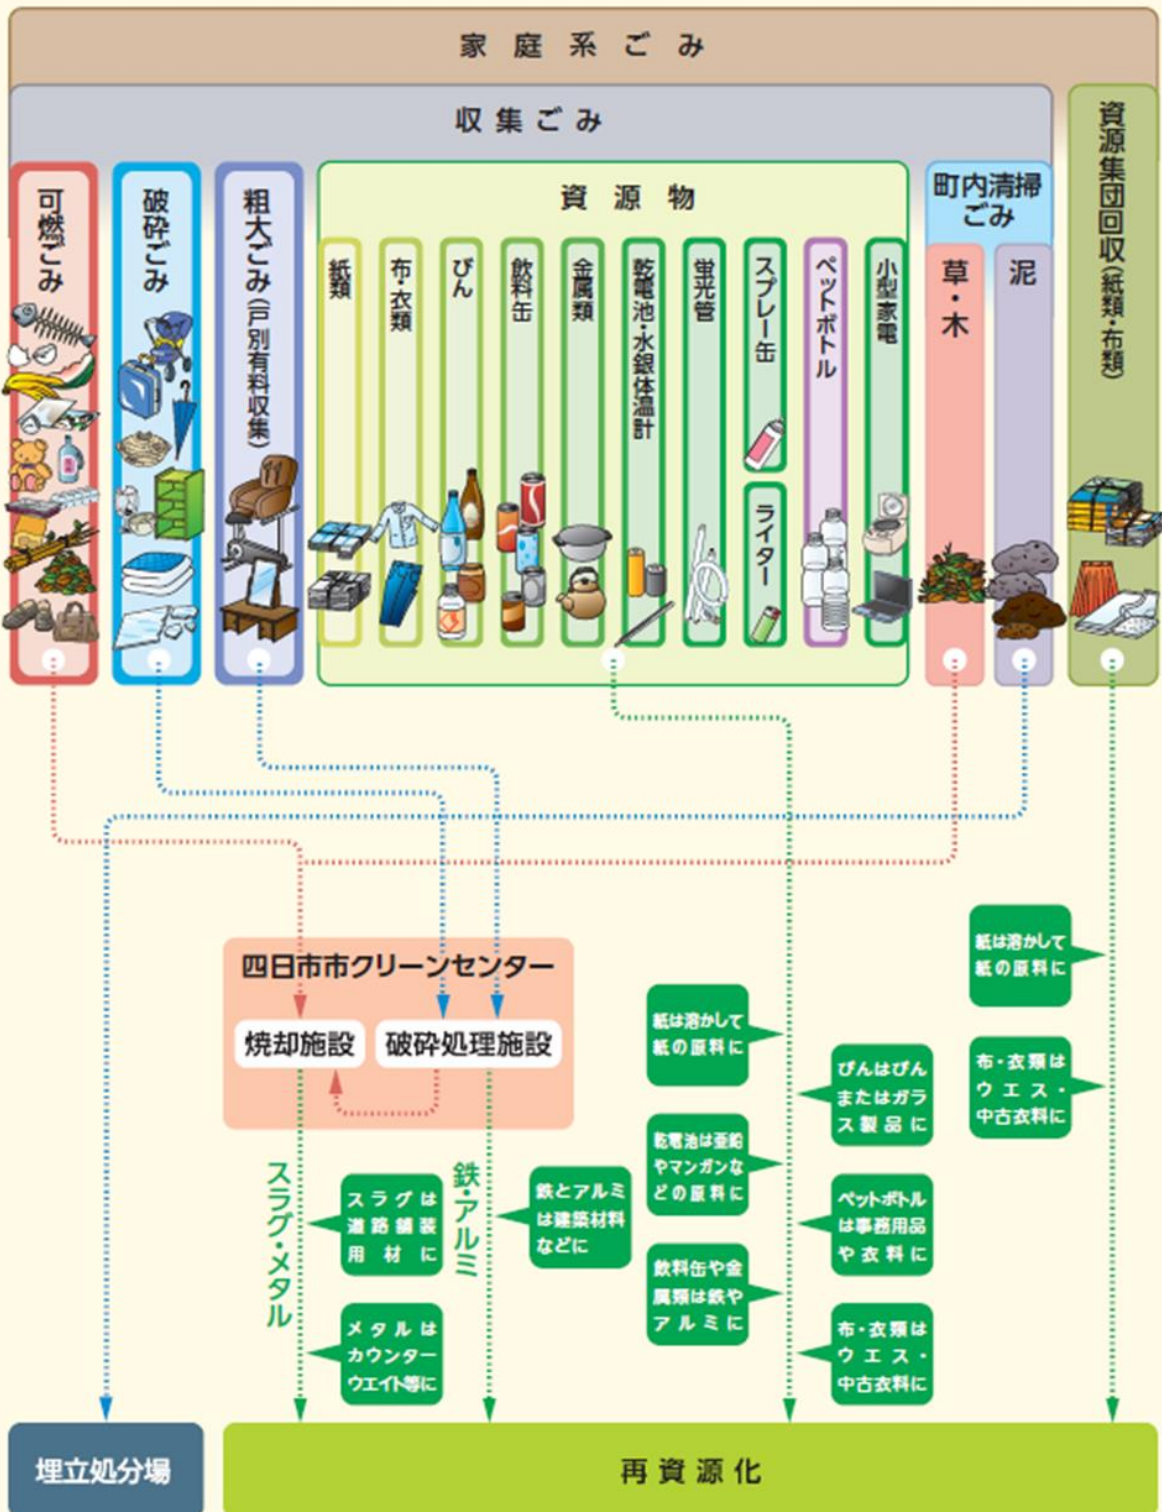 家庭系ごみ
収集ごみ
資源集団回収(紙類・布類)
可燃ごみ
破砕ごみ
粗大ごみ(戸別有料収集)
資源物
町内清掃
ごみ
紙類
布・衣類
びん
飲料缶
金属類
乾電池・水銀体温計
蛍光管
スプレー缶
ライター
ペットボトル
小型家電
草・木
泥
四日市市クリーンセンター
焼却施設
破砕処理施設
スラグ・メタル
スラグは
道路舗装
用材に
メタルは
カウンター
ウエイト等に
鉄・アルミ
鉄とアルミ
は建築材料
などに
紙は溶かして
紙の原料に
乾電池は亜鉛
やマンガンな
どの原料に
飲料缶や金
属類は鉄や
アルミに
びんはびん
またはガラ
ス製品に
ペットボトル
は事務用品
や衣料に
布・衣類は
ウエス・
中古衣料に
紙は溶かして
紙の原料に
布・衣類は
ウエス・
中古衣料に
埋立処分場
再資源化